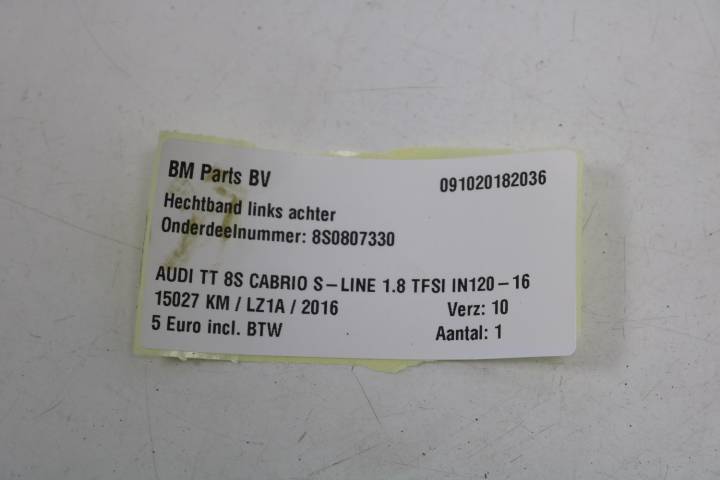 BM Parts BV 091020182036
Hechtband links achter
Onderdeelnummer: 8S0807330
AUDI TT 8S CABRIO S-LINE 1.8 TFSI IN120-16
15027 KM / LZ1A / 2016 Verz: 10
5 Euro incl. BTW Aantal: 1